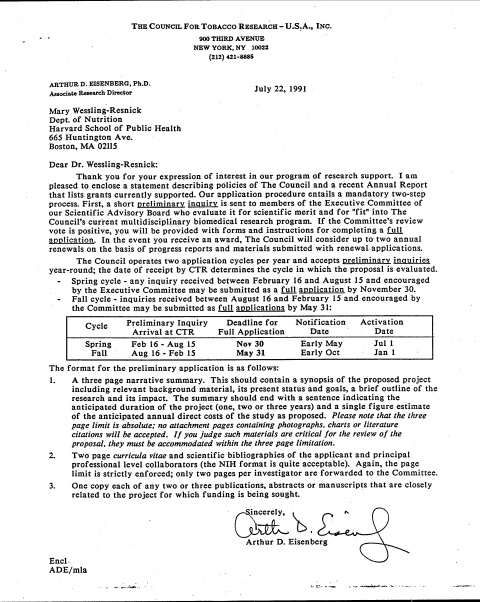 THE COUNCIL FOR TOBACCO RESEARCH – U.S.A., INC.
900 THIRD AVENUE
NEW YORK, NY 10022
(212) 421-8885
ARTHUR D. EISENBERG, Ph.D.
Associate Research Director
July 22, 1991
Mary Wessling-Resnick
Dept. of Nutrition
Harvard School of Public Health
665 Huntington Ave.
Boston, MA 02115
Dear Dr. Wessling-Resnick:
Thank you for your expression of interest in our program of research support. I am
pleased to enclose a statement describing policies of The Council and a recent Annual Report
that lists grants currently supported. Our application procedure entails a mandatory two-step
process. First, a short preliminary inquiry is sent to members of the Executive Committee of
our Scientific Advisory Board who evaluate it for scientific merit and for "fit" into The
Council's current multidisciplinary biomedical research program. If the Committee's review
vote is positive, you will be provided with forms and instructions for completing a full
application. In the event you receive an award, The Council will consider up to two annual
renewals on the basis of progress reports and materials submitted with renewal applications.
The Council operates two application cycles per year and accepts preliminary inquiries
year-round; the date of receipt by CTR determines the cycle in which the proposal is evaluated.
- Spring cycle - any inquiry received between February 16 and August 15 and encouraged
by the Executive Committee may be submitted as a full application by November 30.
- Fall cycle - inquiries received between August 16 and February 15 and encouraged by
the Committee may be submitted as full applications by May 31:
Cycle Preliminary Inquiry Deadline for Notification Activation
Arrival at CTR Full Application Date Date
Spring Feb 16 - Aug 15 Nov 30 Early May Jul 1
Fall Aug 16 - Feb 15 May 31 Early Oct Jan 1
The format for the preliminary application is as follows:
1. A three page narrative summary. This should contain a synopsis of the proposed project
including relevant background material, its present status and goals, a brief outline of the
research and its impact. The summary should end with a sentence indicating the
anticipated duration of the project (one, two or three years) and a single figure estimate
of the anticipated annual direct costs of the study as proposed. Please note that the three
page limit is absolute; no attachment pages containing photographs, charts or literature
citations will be accepted. If you judge such materials are critical for the review of the
proposal, they must be accommodated within the three page limitation.
2. Two page curricula vitae and scientific bibliographies of the applicant and principal
professional level collaborators (the NIH format is quite acceptable). Again, the page
limit is strictly enforced; only two pages per investigator are forwarded to the Committee.
3. One copy each of any two or three publications, abstracts or manuscripts that are closely
related to the project for which funding is being sought.
Sincerely,
Arthur D. Eisenberg
Encl
ADE/mla